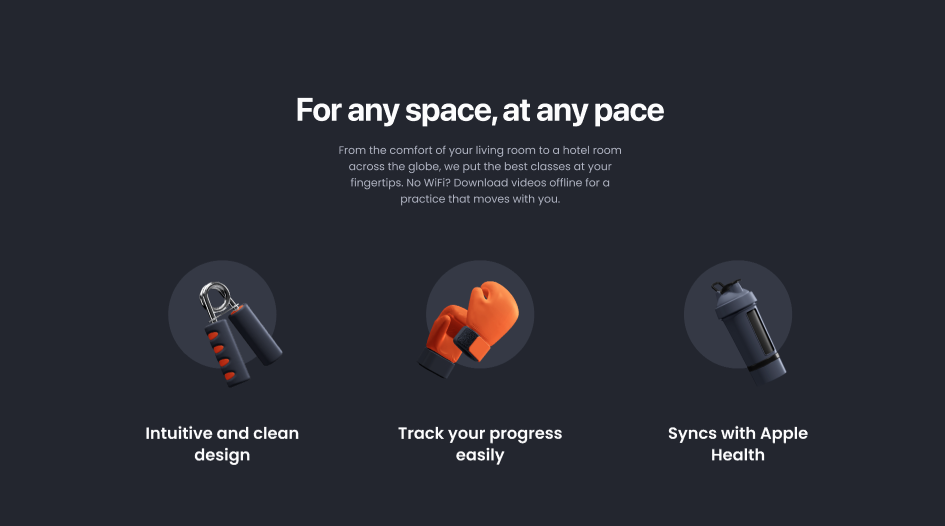 For any space, at any pace
From the comfort of your living room to a hotel room
across the globe, we put the best classes at your
fingertips. No WiFi? Download videos offline for a
practice that moves with you.
Intuitive and clean
design
Track your progress
easily
Syncs with Apple
Health